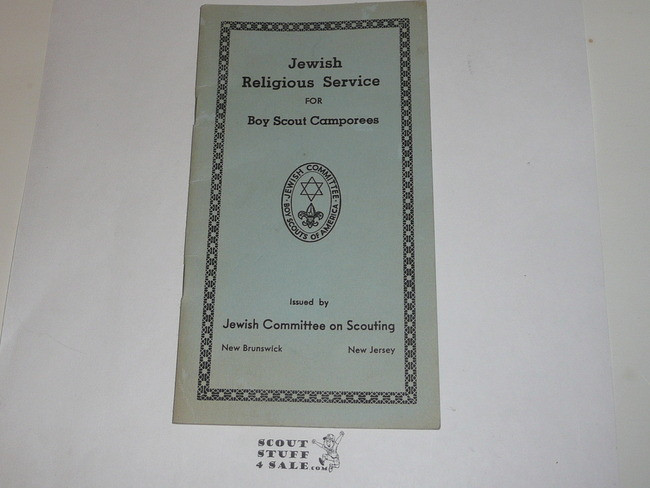 Jewish
Religious Service
FOR
Boy Scout Camporees
JEWISH COMMITTEE
BOY SCOUTS OF AMERICA
Issued by
Jewish Committee on Scouting
New Brunswick New Jersey
SCOUT
STUFF
4 SALE.com